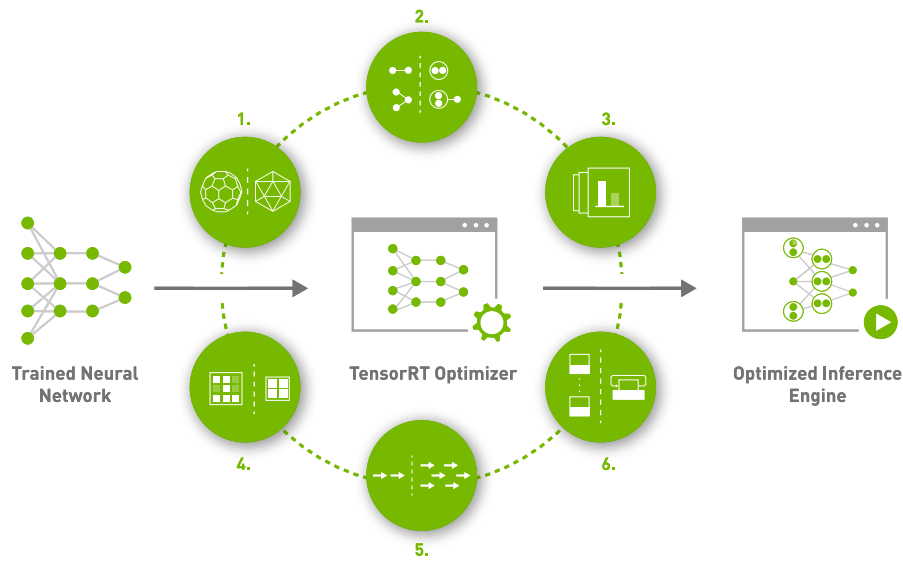 2.
1.
3.
Trained Neural
Network
TensorRT Optimizer
Optimized Inference
Engine
4.
6.
5.